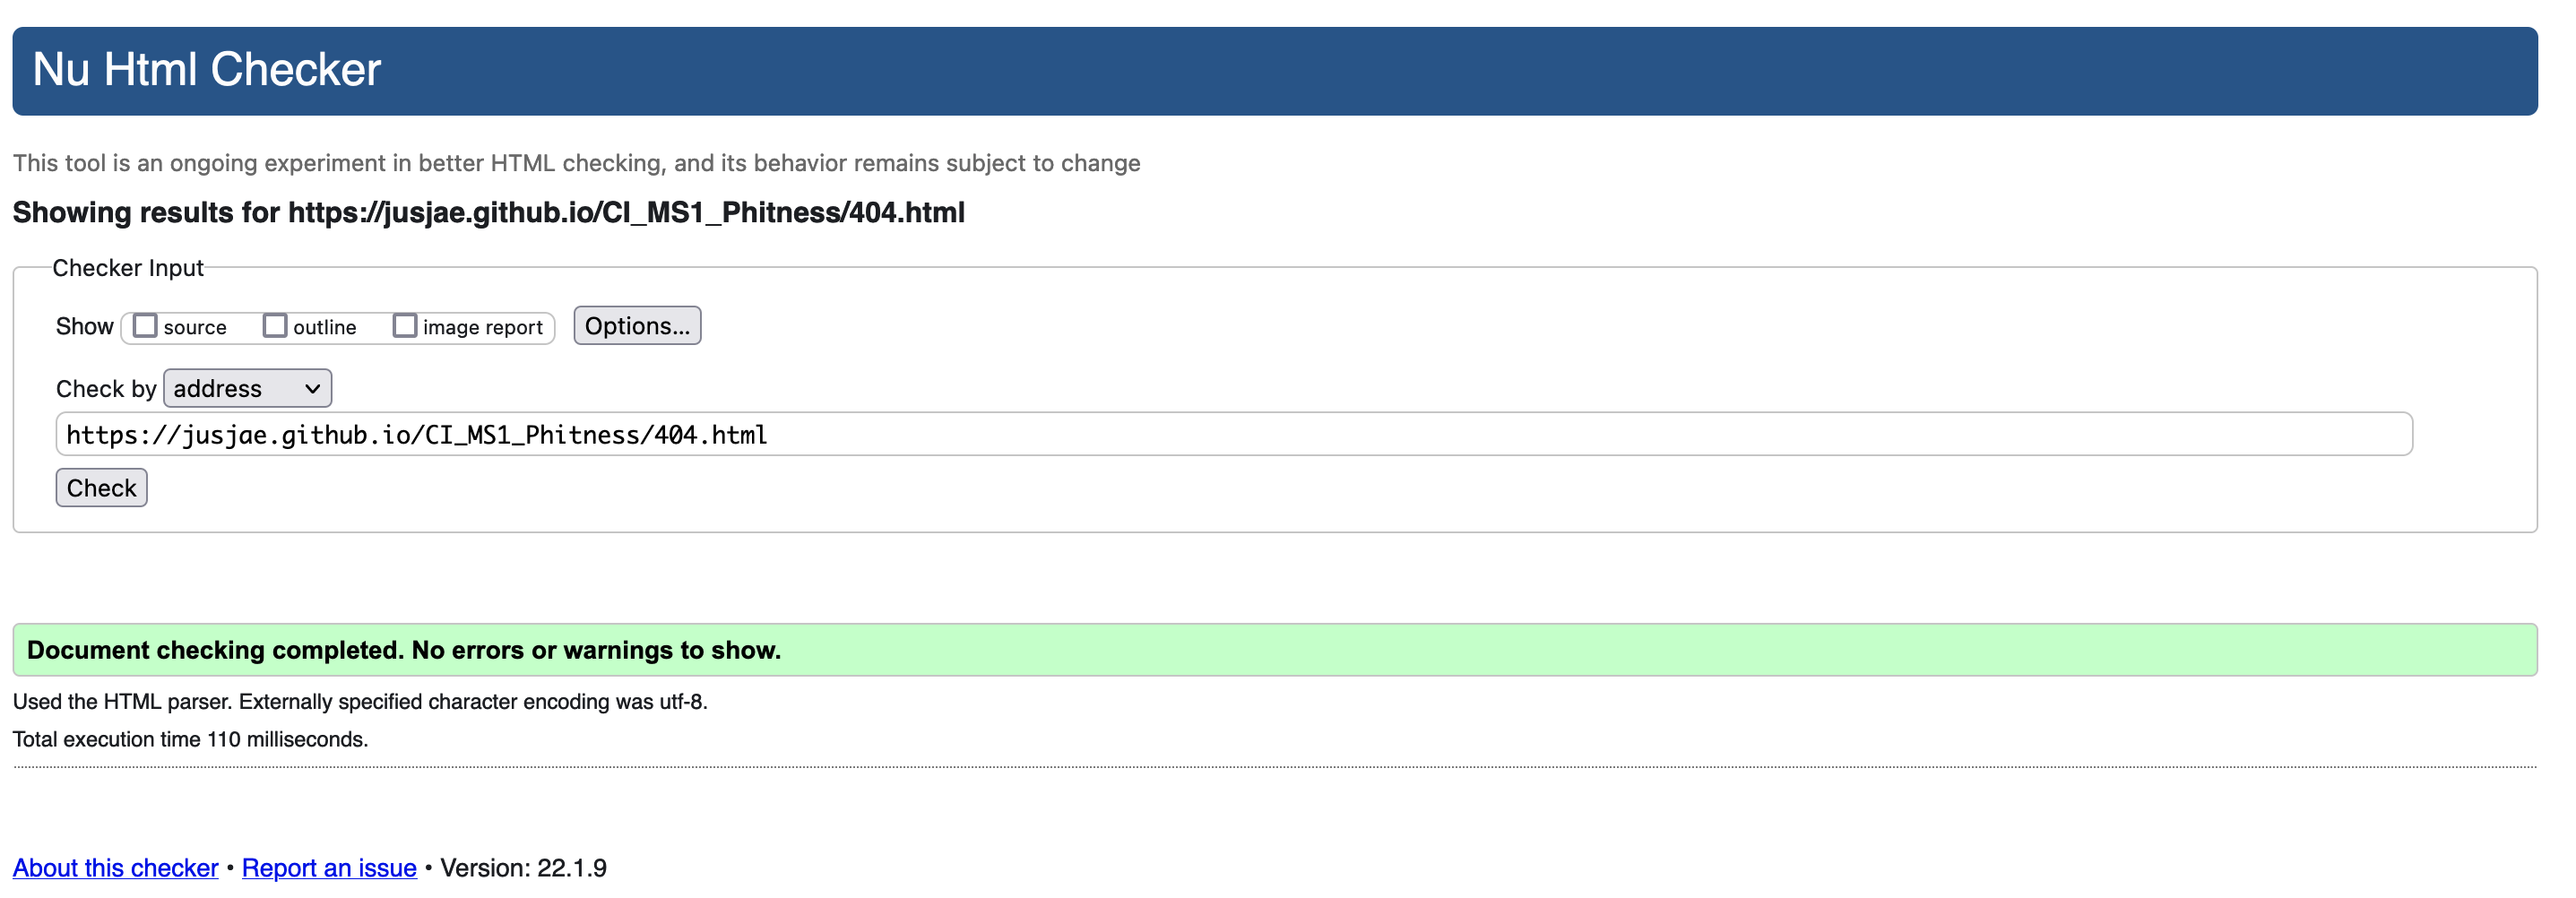 Nu Html Checker
This tool is an ongoing experiment in better HTML checking, and its behavior remains subject to change
Showing results for https://jusjae.github.io/CI_MS1_Phitness/404.html
Checker Input
Show source outline image report Options...
Check by address
https://jusjae.github.io/CI_MS1_Phitness/404.html
Check
Document checking completed. No errors or warnings to show.
Used the HTML parser. Externally specified character encoding was utf-8.
Total execution time 110 milliseconds.
About this checker • Report an issue • Version: 22.1.9